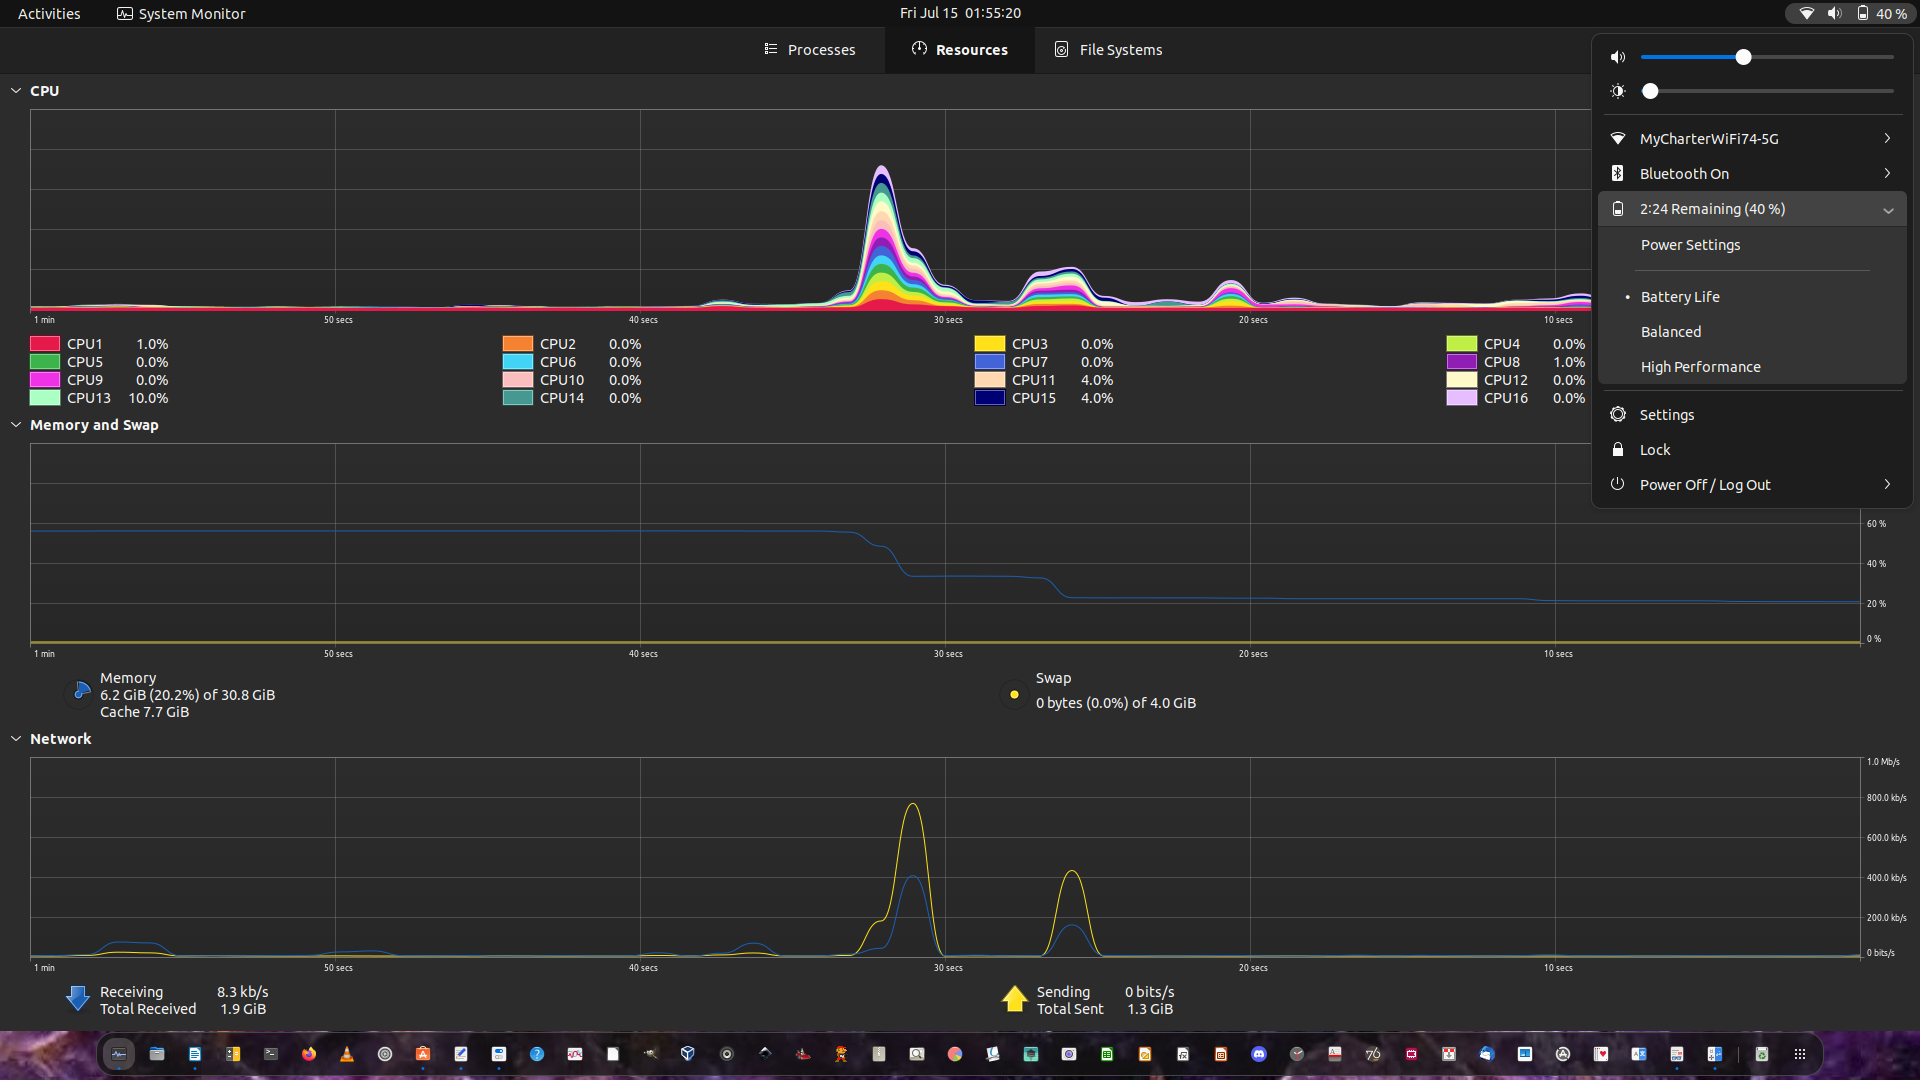 Activities
System Monitor
Fri Jul 15 01:55:20
40 %
Processes
Resources
File Systems
CPU
1 min
50 secs
40 secs
30 secs
20 secs
10 secs
CPU1 1.0%
CPU2 0.0%
CPU3 0.0%
CPU4 0.0%
CPU5 0.0%
CPU6 0.0%
CPU7 0.0%
CPU8 1.0%
CPU9 0.0%
CPU10 0.0%
CPU11 4.0%
CPU12 0.0%
CPU13 10.0%
CPU14 0.0%
CPU15 4.0%
CPU16 0.0%
MyCharterWiFi74-5G
Bluetooth On
2:24 Remaining (40 %)
Power Settings
Battery Life
Balanced
High Performance
Settings
Lock
Power Off / Log Out
Memory and Swap
60 %
40 %
20 %
0 %
1 min
50 secs
40 secs
30 secs
20 secs
10 secs
Memory
6.2 GiB (20.2%) of 30.8 GiB
Cache 7.7 GiB
Swap
0 bytes (0.0%) of 4.0 GiB
Network
1.0 Mb/s
800.0 kb/s
600.0 kb/s
400.0 kb/s
200.0 kb/s
0 bits/s
1 min
50 secs
40 secs
30 secs
20 secs
10 secs
Receiving 8.3 kb/s
Total Received 1.9 GiB
Sending 0 bits/s
Total Sent 1.3 GiB